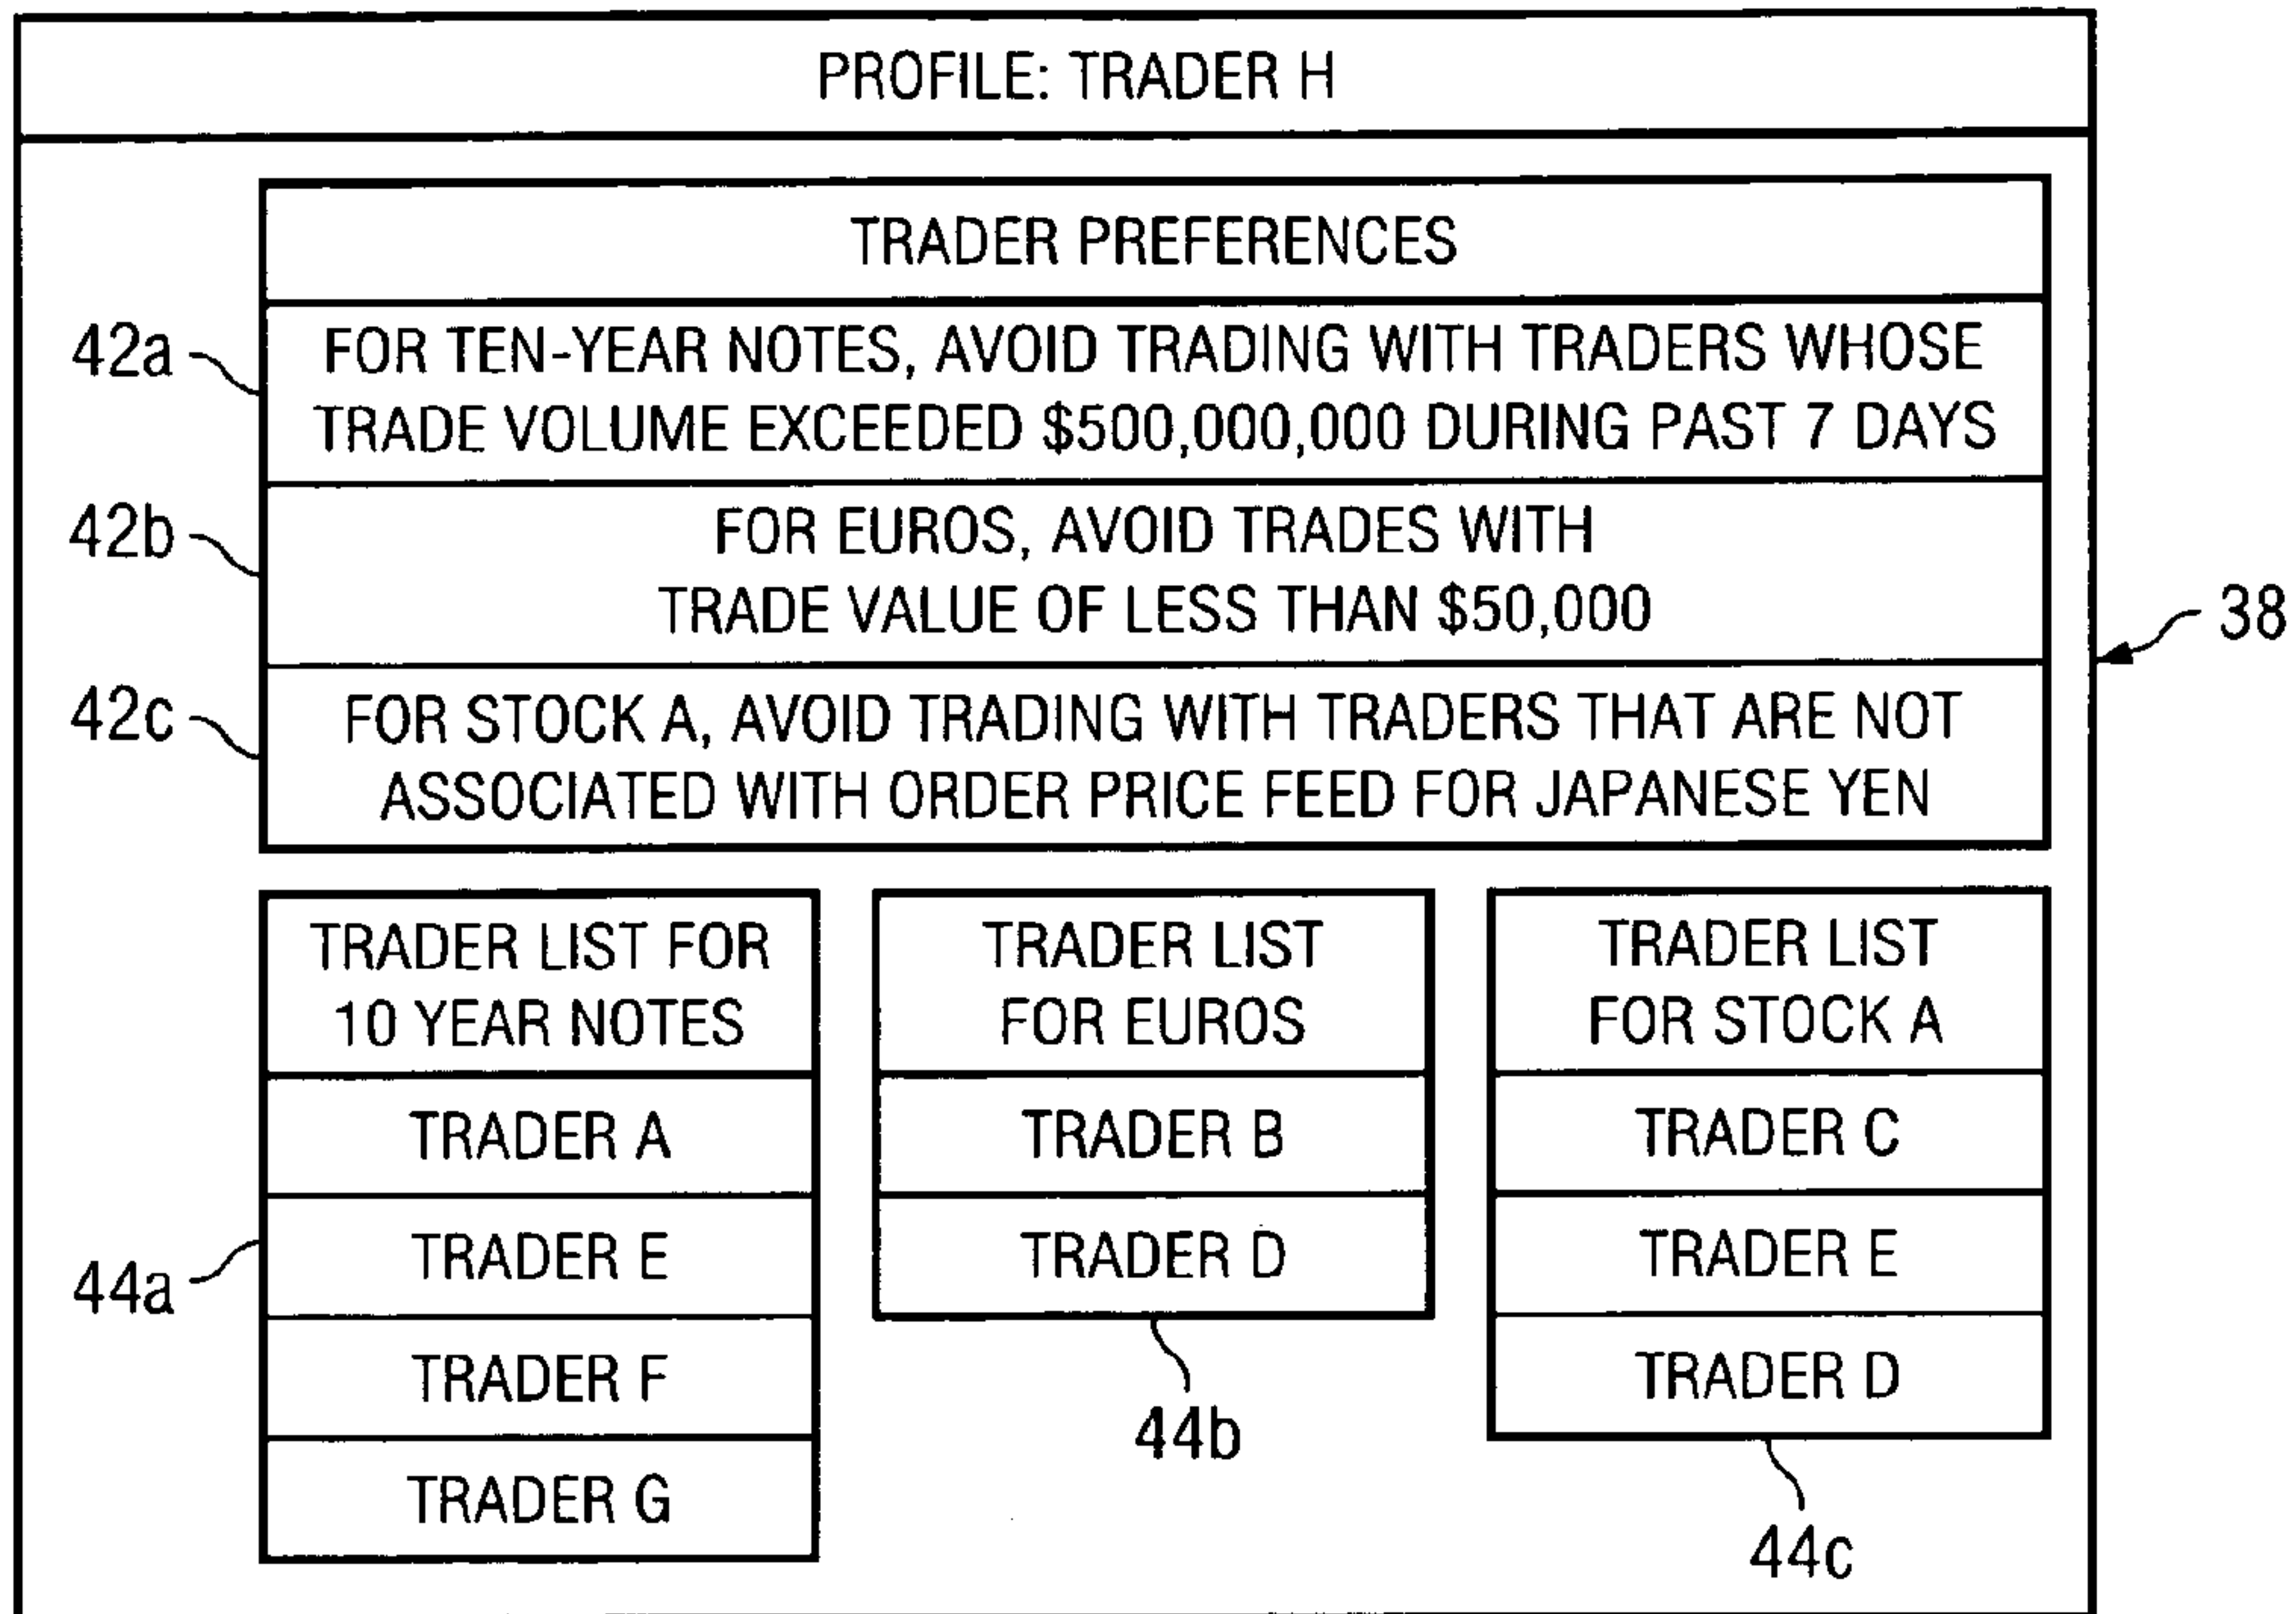 PROFILE: TRADER H
TRADER PREFERENCES
42a
FOR TEN-YEAR NOTES, AVOID TRADING WITH TRADERS WHOSE
TRADE VOLUME EXCEEDED $500,000,000 DURING PAST 7 DAYS
42b
FOR EUROS, AVOID TRADES WITH
TRADE VALUE OF LESS THAN $50,000
38
42c
FOR STOCK A, AVOID TRADING WITH TRADERS THAT ARE NOT
ASSOCIATED WITH ORDER PRICE FEED FOR JAPANESE YEN
TRADER LIST FOR
10 YEAR NOTES
TRADER A
TRADER E
TRADER F
TRADER G
44a
TRADER LIST
FOR EUROS
TRADER B
TRADER D
44b
TRADER LIST
FOR STOCK A
TRADER C
TRADER E
TRADER D
44c